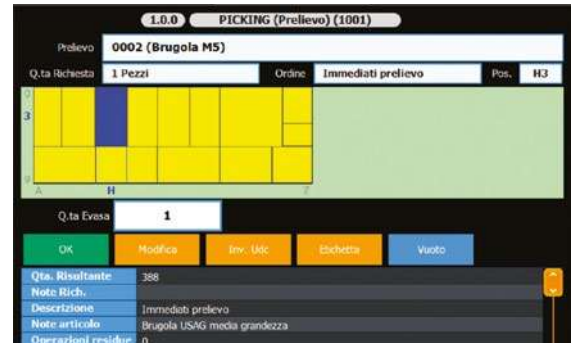 1.0.0 PICKING (Prelievo) (1001)
Prelievo 0002 (Brugola M5)
Q.ta Richiesta 1 Pezzi Ordine Immediati prelievo Pos. H3
0
3
9
A H Z
Q.ta Evasa 1
OK Modifica Inv. Udc Etichetta Vuoto
Qta. Risultante 388
Note Rich.
Descrizione Immediati prelievo
Note articolo Brugola USAG media grandezza
Operazioni residue 0